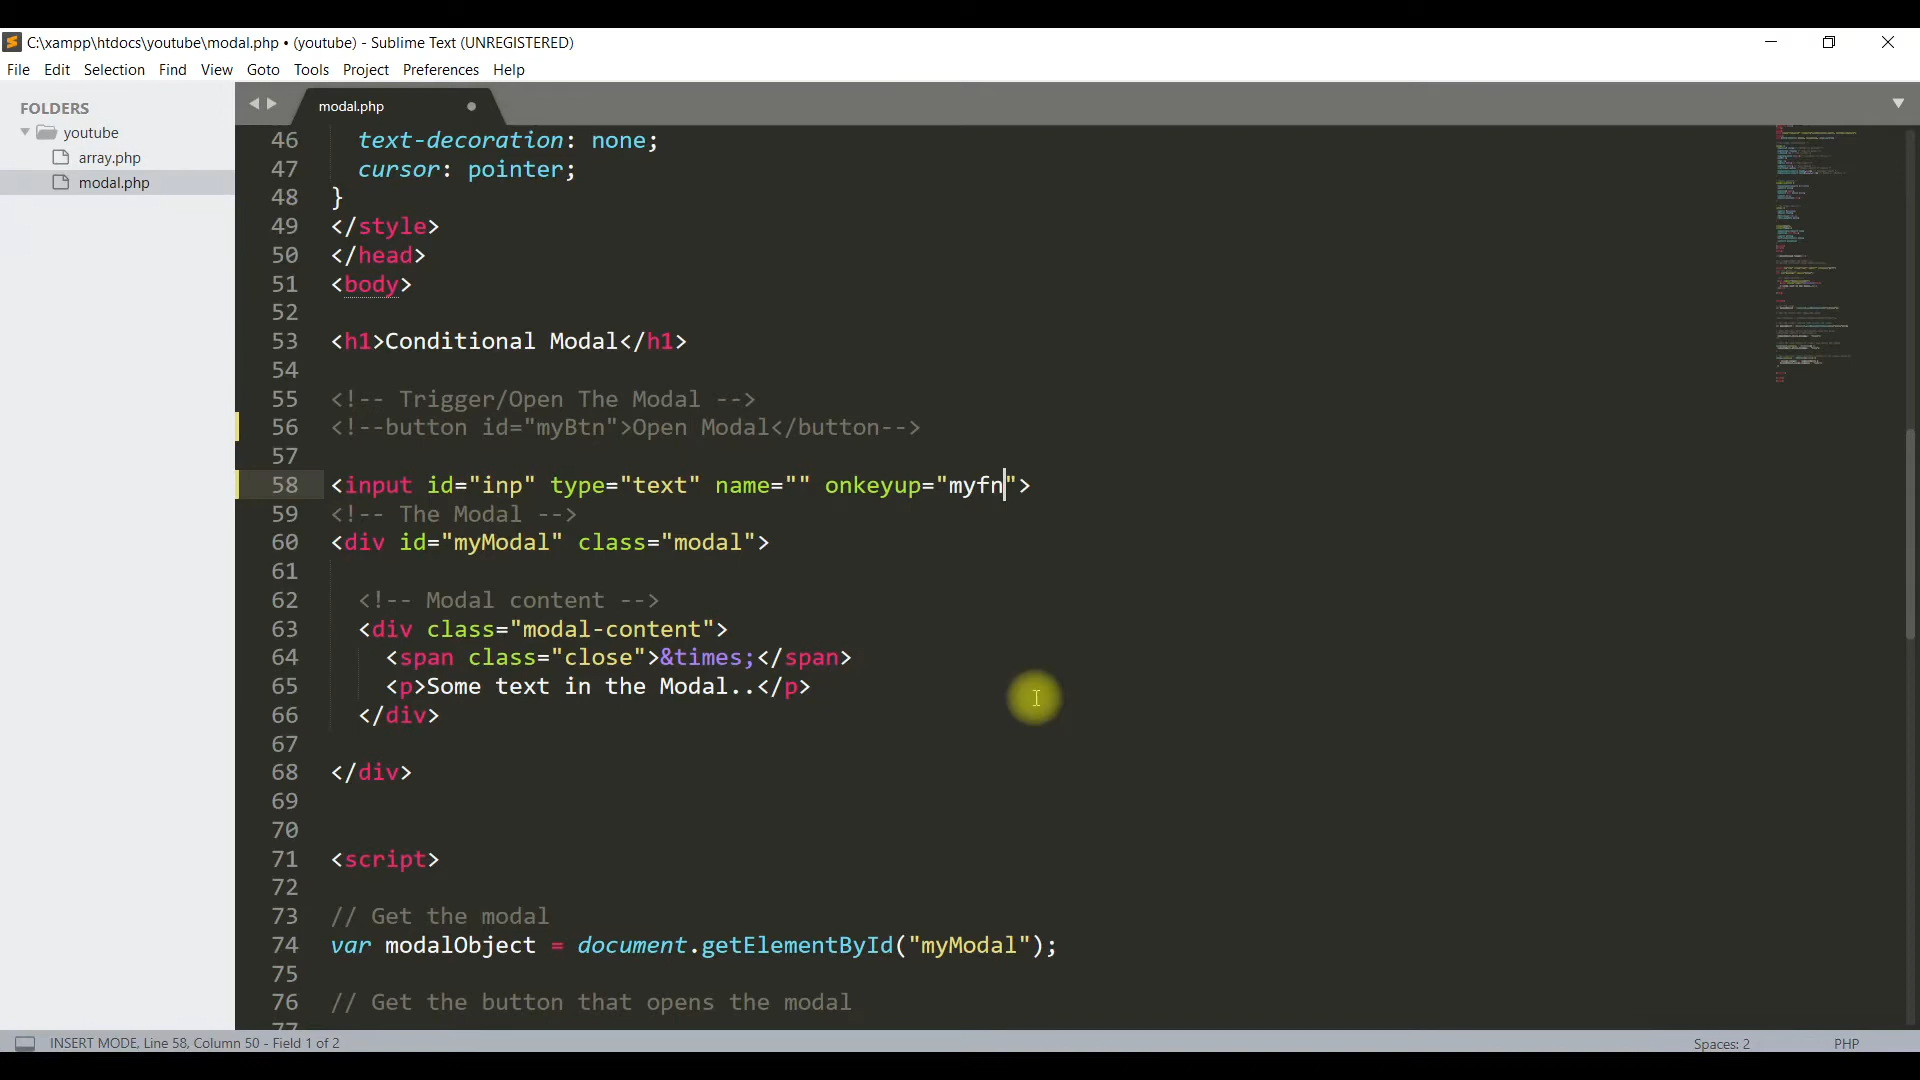 C:\xampp\htdocs\youtube\modal.php • (youtube) - Sublime Text (UNREGISTERED)
File Edit Selection Find View Goto Tools Project Preferences Help
FOLDERS
youtube
array.php
modal.php
modal.php
46 text-decoration: none;
47 cursor: pointer;
48 }
49 </style>
50 </head>
51 <body>
52
53 <h1>Conditional Modal</h1>
54
55 <!-- Trigger/Open The Modal -->
56 <!--button id="myBtn">Open Modal</button-->
57
58 <input id="inp" type="text" name="" onkeyup="myfn">
59 <!-- The Modal -->
60 <div id="myModal" class="modal">
61
62 <!-- Modal content -->
63 <div class="modal-content">
64 <span class="close">&times;</span>
65 <p>Some text in the Modal..</p>
66 </div>
67
68 </div>
69
70
71 <script>
72
73 // Get the modal
74 var modalObject = document.getElementById("myModal");
75
76 // Get the button that opens the modal
77
INSERT MODE, Line 58, Column 50 - Field 1 of 2
Spaces: 2
PHP